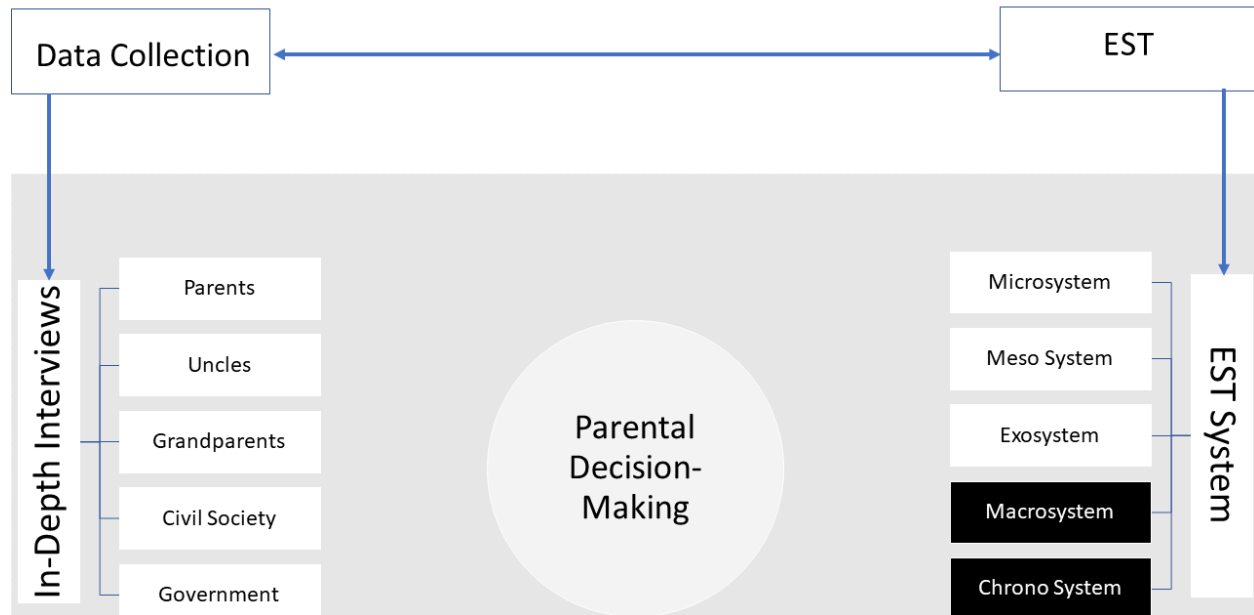 Data Collection
EST
In-Depth Interviews
Parents
Uncles
Grandparents
Civil Society
Government
Parental
Decision-
Making
Microsystem
Meso System
Exosystem
Macrosystem
Chrono System
EST System